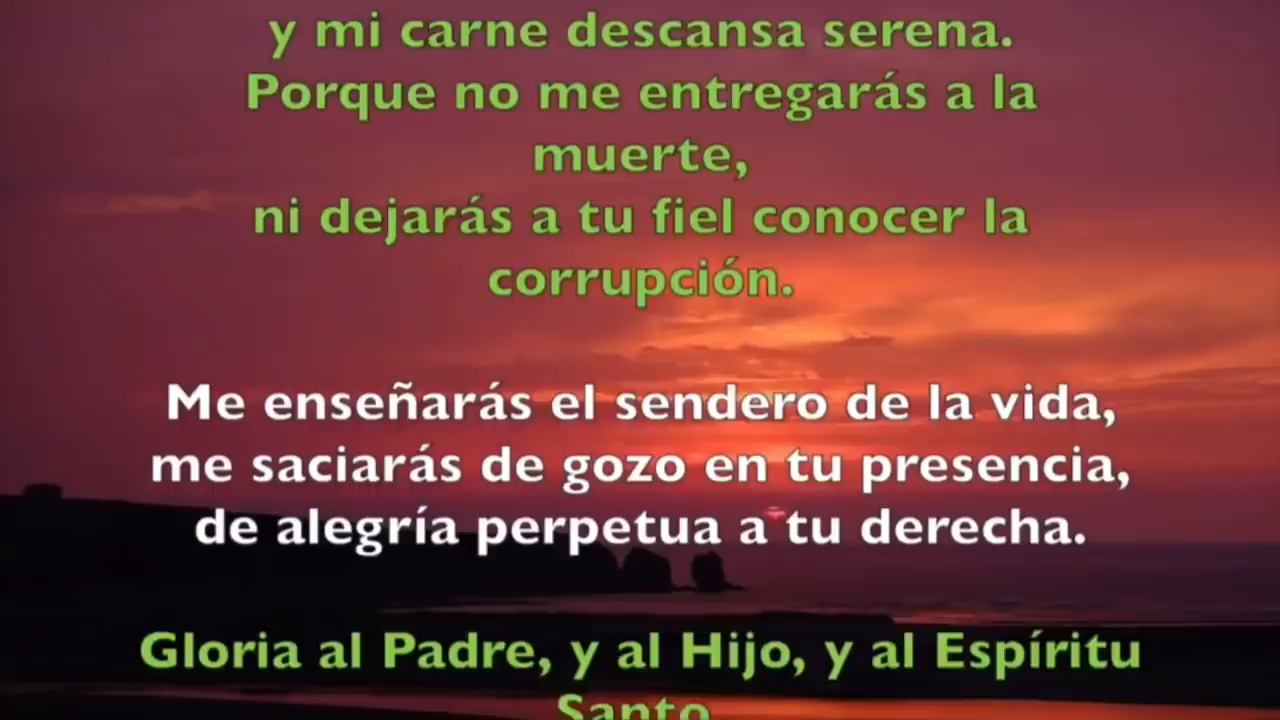 y mi carne descansa serena.
Porque no me entregarás a la
muerte,
ni dejarás a tu fiel conocer la
corrupción.
Me enseñarás el sendero de la vida,
me saciarás de gozo en tu presencia,
de alegría perpetua a tu derecha.
Gloria al Padre, y al Hijo, y al Espíritu
Santo